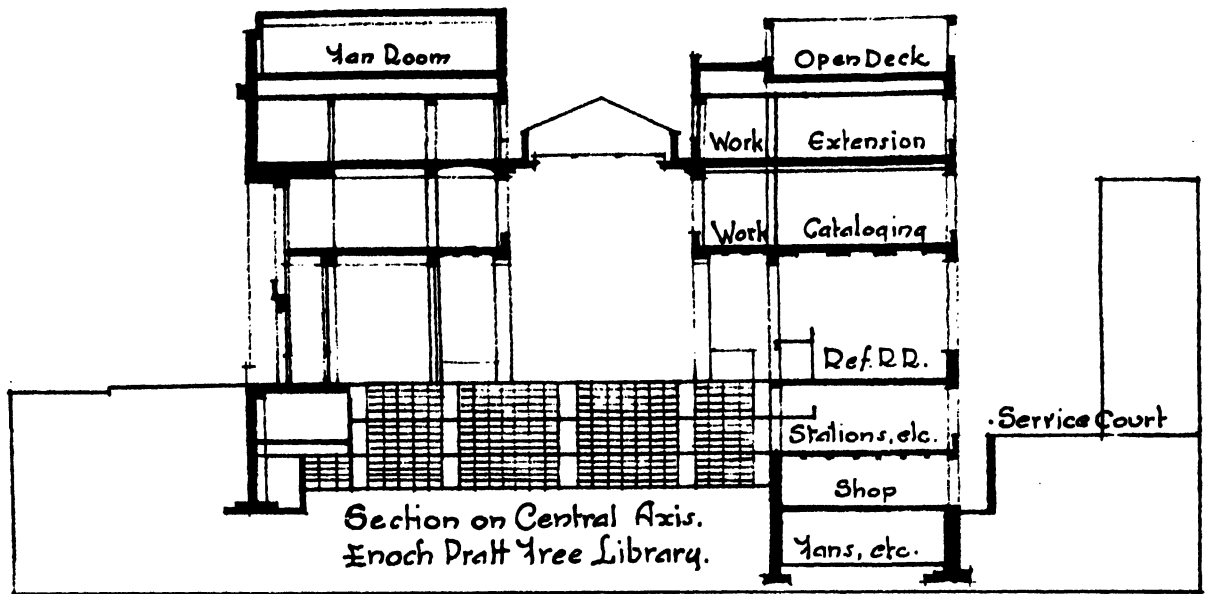 Fan Room
Open Deck
Work Extension
Work Cataloging
Ref. R.R.
Stations, etc.
Service Court
Shop
Section on Central Axis.
Enoch Pratt Free Library.
Fans, etc.